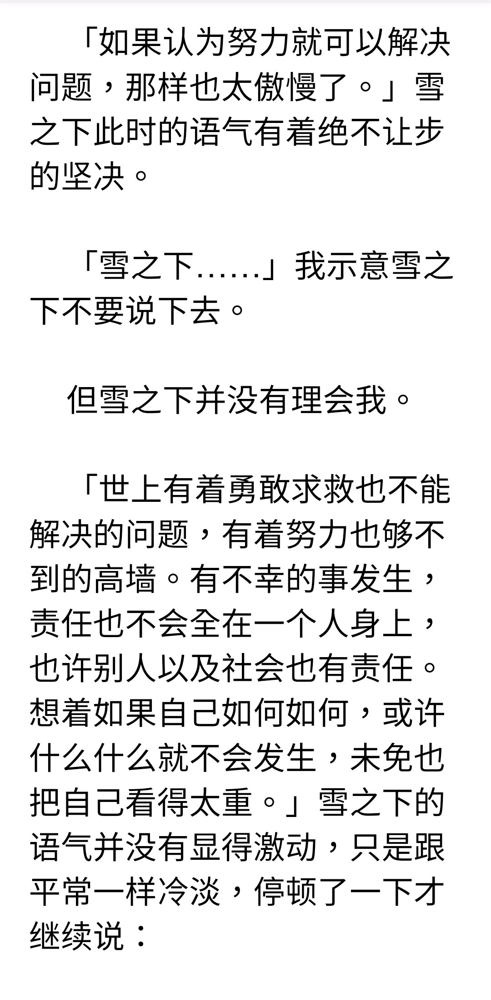 「如果认为努力就可以解决
问题，那样也太傲慢了。」雪
之下此时的语气有着绝不让步
的坚决。
「雪之下……」我示意雪之
下不要说下去。
但雪之下并没有理会我。
「世上有着勇敢求救也不能
解决的问题，有着努力也够不
到的高墙。有不幸的事发生，
责任也不会全在一个人身上，
也许别人以及社会也有责任。
想着如果自己如何如何，或许
什么什么就不会发生，未免也
把自己看得太重。」雪之下的
语气并没有显得激动，只是跟
平常一样冷淡，停顿了一下才
继续说：